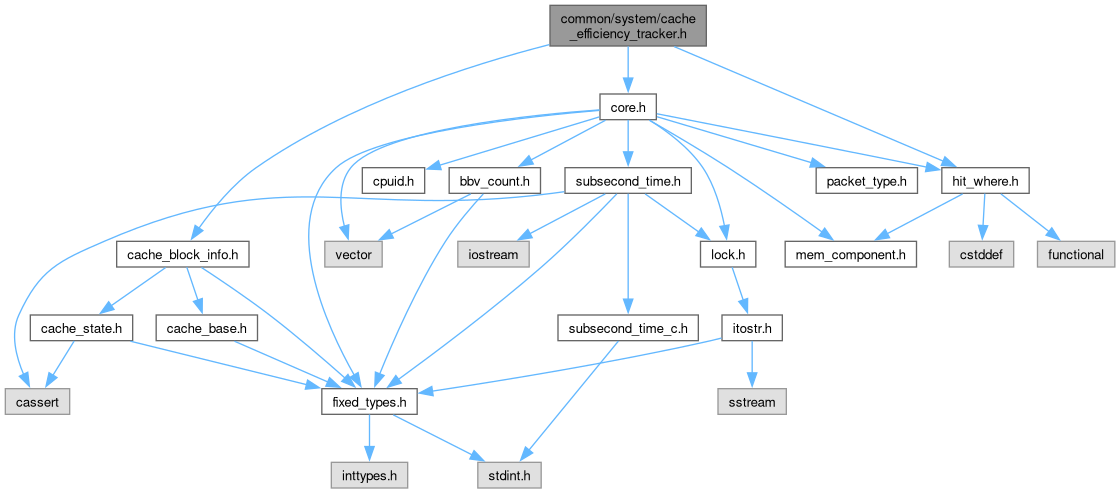 common/system/cache
_efficiency_tracker.h
core.h
cpuid.h
bbv_count.h
subsecond_time.h
packet_type.h
hit_where.h
cache_block_info.h
vector
iostream
lock.h
mem_component.h
cstddef
functional
cache_state.h
cache_base.h
subsecond_time_c.h
itostr.h
cassert
fixed_types.h
sstream
inttypes.h
stdint.h